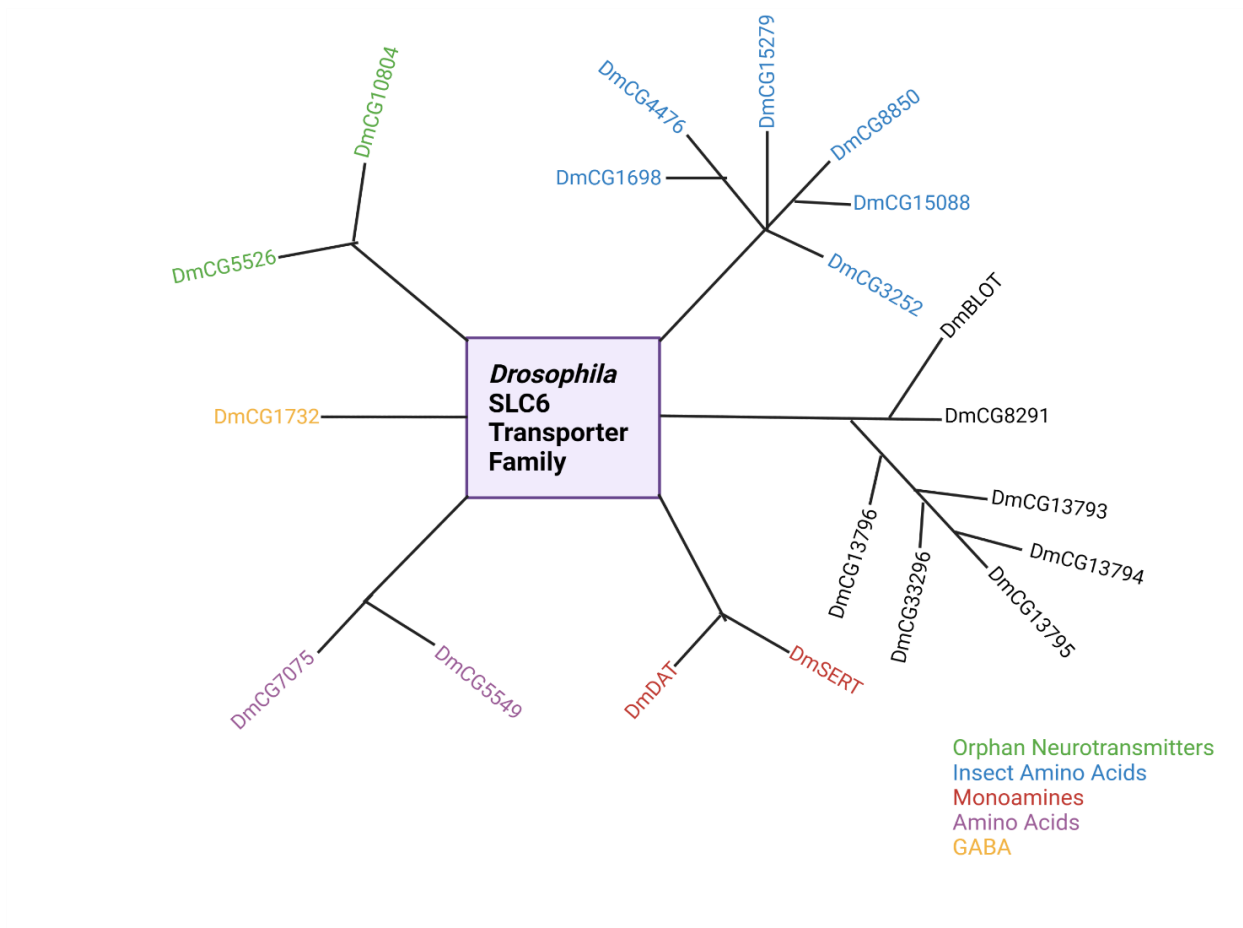 DmCG15279
DmCG10804
DmCG4476
DmCG8850
DmCG1698
DmCG15088
DmCG5526
DmCG3252
DmBLOT
Drosophila
SLC6
Transporter
Family
DmCG1732
DmCG8291
DmCG13793
DmCG13796
DmCG33296
DmCG13794
DmCG13795
DmCG7075
DmCG5549
DmDAT
DmSERT
Orphan Neurotransmitters
Insect Amino Acids
Monoamines
Amino Acids
GABA